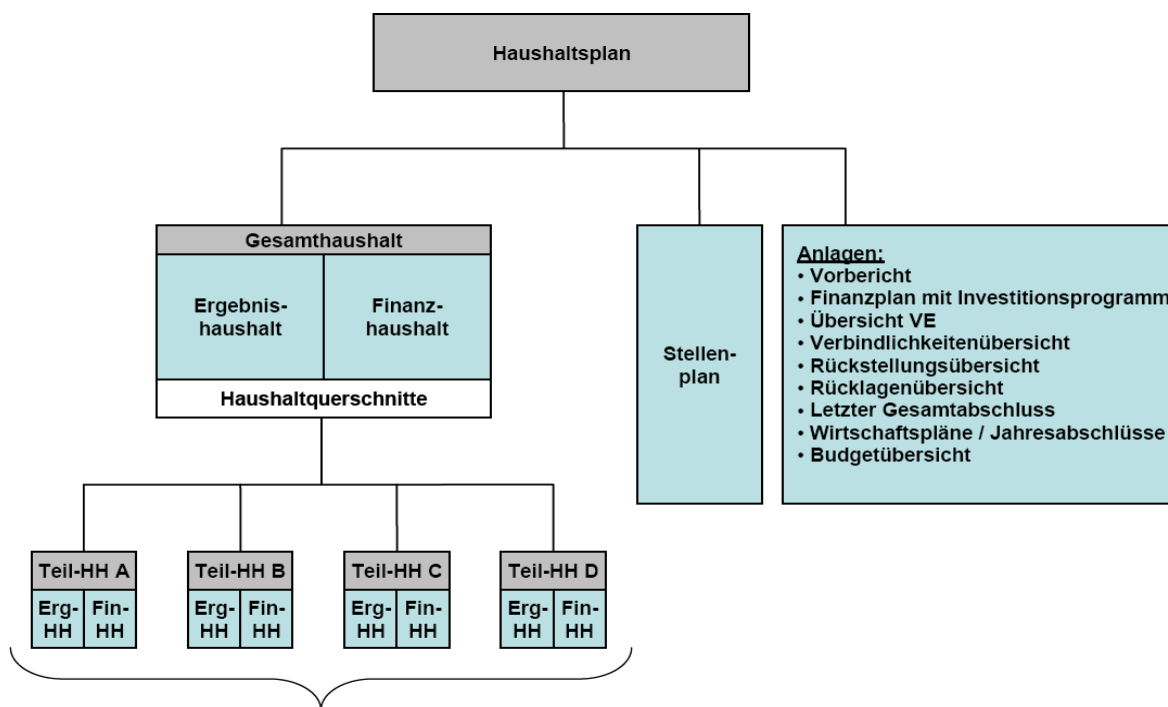 Haushaltsplan
Gesamthaushalt
Ergebnis-
haushalt
Finanz-
haushalt
Haushaltquerschnitte
Stellen-
plan
Anlagen:
• Vorbericht
• Finanzplan mit Investitionsprogramm
• Übersicht VE
• Verbindlichkeitenübersicht
• Rückstellungsübersicht
• Rücklagenübersicht
• Letzter Gesamtabschluss
• Wirtschaftspläne / Jahresabschlüsse
• Budgetübersicht
Teil-HH A
Erg-
HH
Fin-
HH
Teil-HH B
Erg-
HH
Fin-
HH
Teil-HH C
Erg-
HH
Fin-
HH
Teil-HH D
Erg-
HH
Fin-
HH